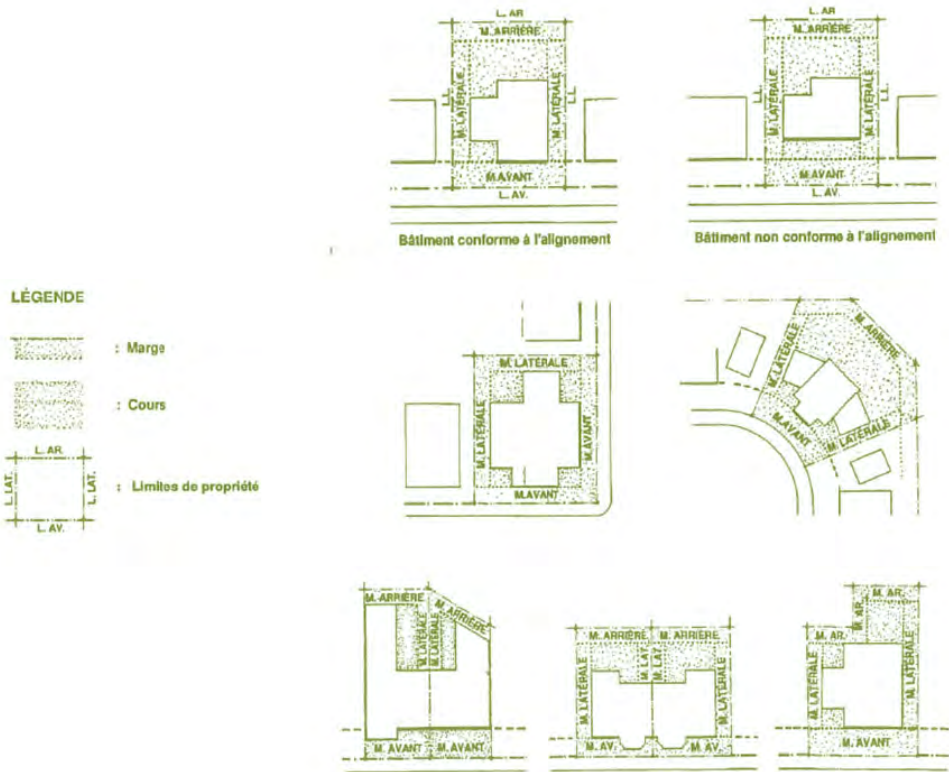 L. AR
M. ARRIÈRE
M. LATÉRALE
L.L.
M. LATÉRALE
L.L.
M.AVANT
L. AV.
Bâtiment conforme à l'alignement
L. AR
M. ARRIÈRE
M. LATÉRALE
L.L.
M. LATÉRALE
L.L.
M.AVANT
L. AV.
Bâtiment non conforme à l'alignement
LÉGENDE
: Marge
: Cours
L. AR.
L. LAT.
L. LAT.
L. AV.
: Limites de propriété
M. LATÉRALE
M. LATÉRALE
M. AVANT
M.AVANT
M. ARRIÈRE
M. LATÉRALE
M.AVANT
M. LATÉRALE
M. ARRIÈRE
M. ARRIÈRE
M. LATÉRALE
M. LATÉRALE
M. AVANT
M. AVANT
M. ARRIÈRE
M. ARRIÈRE
M. LATÉRALE
M. LAT.
M. LAT.
M. LATÉRALE
M. AV.
M. AV.
M. AR.
M. AR.
M. AR.
M. LATÉRALE
M. LATÉRALE
M. AVANT